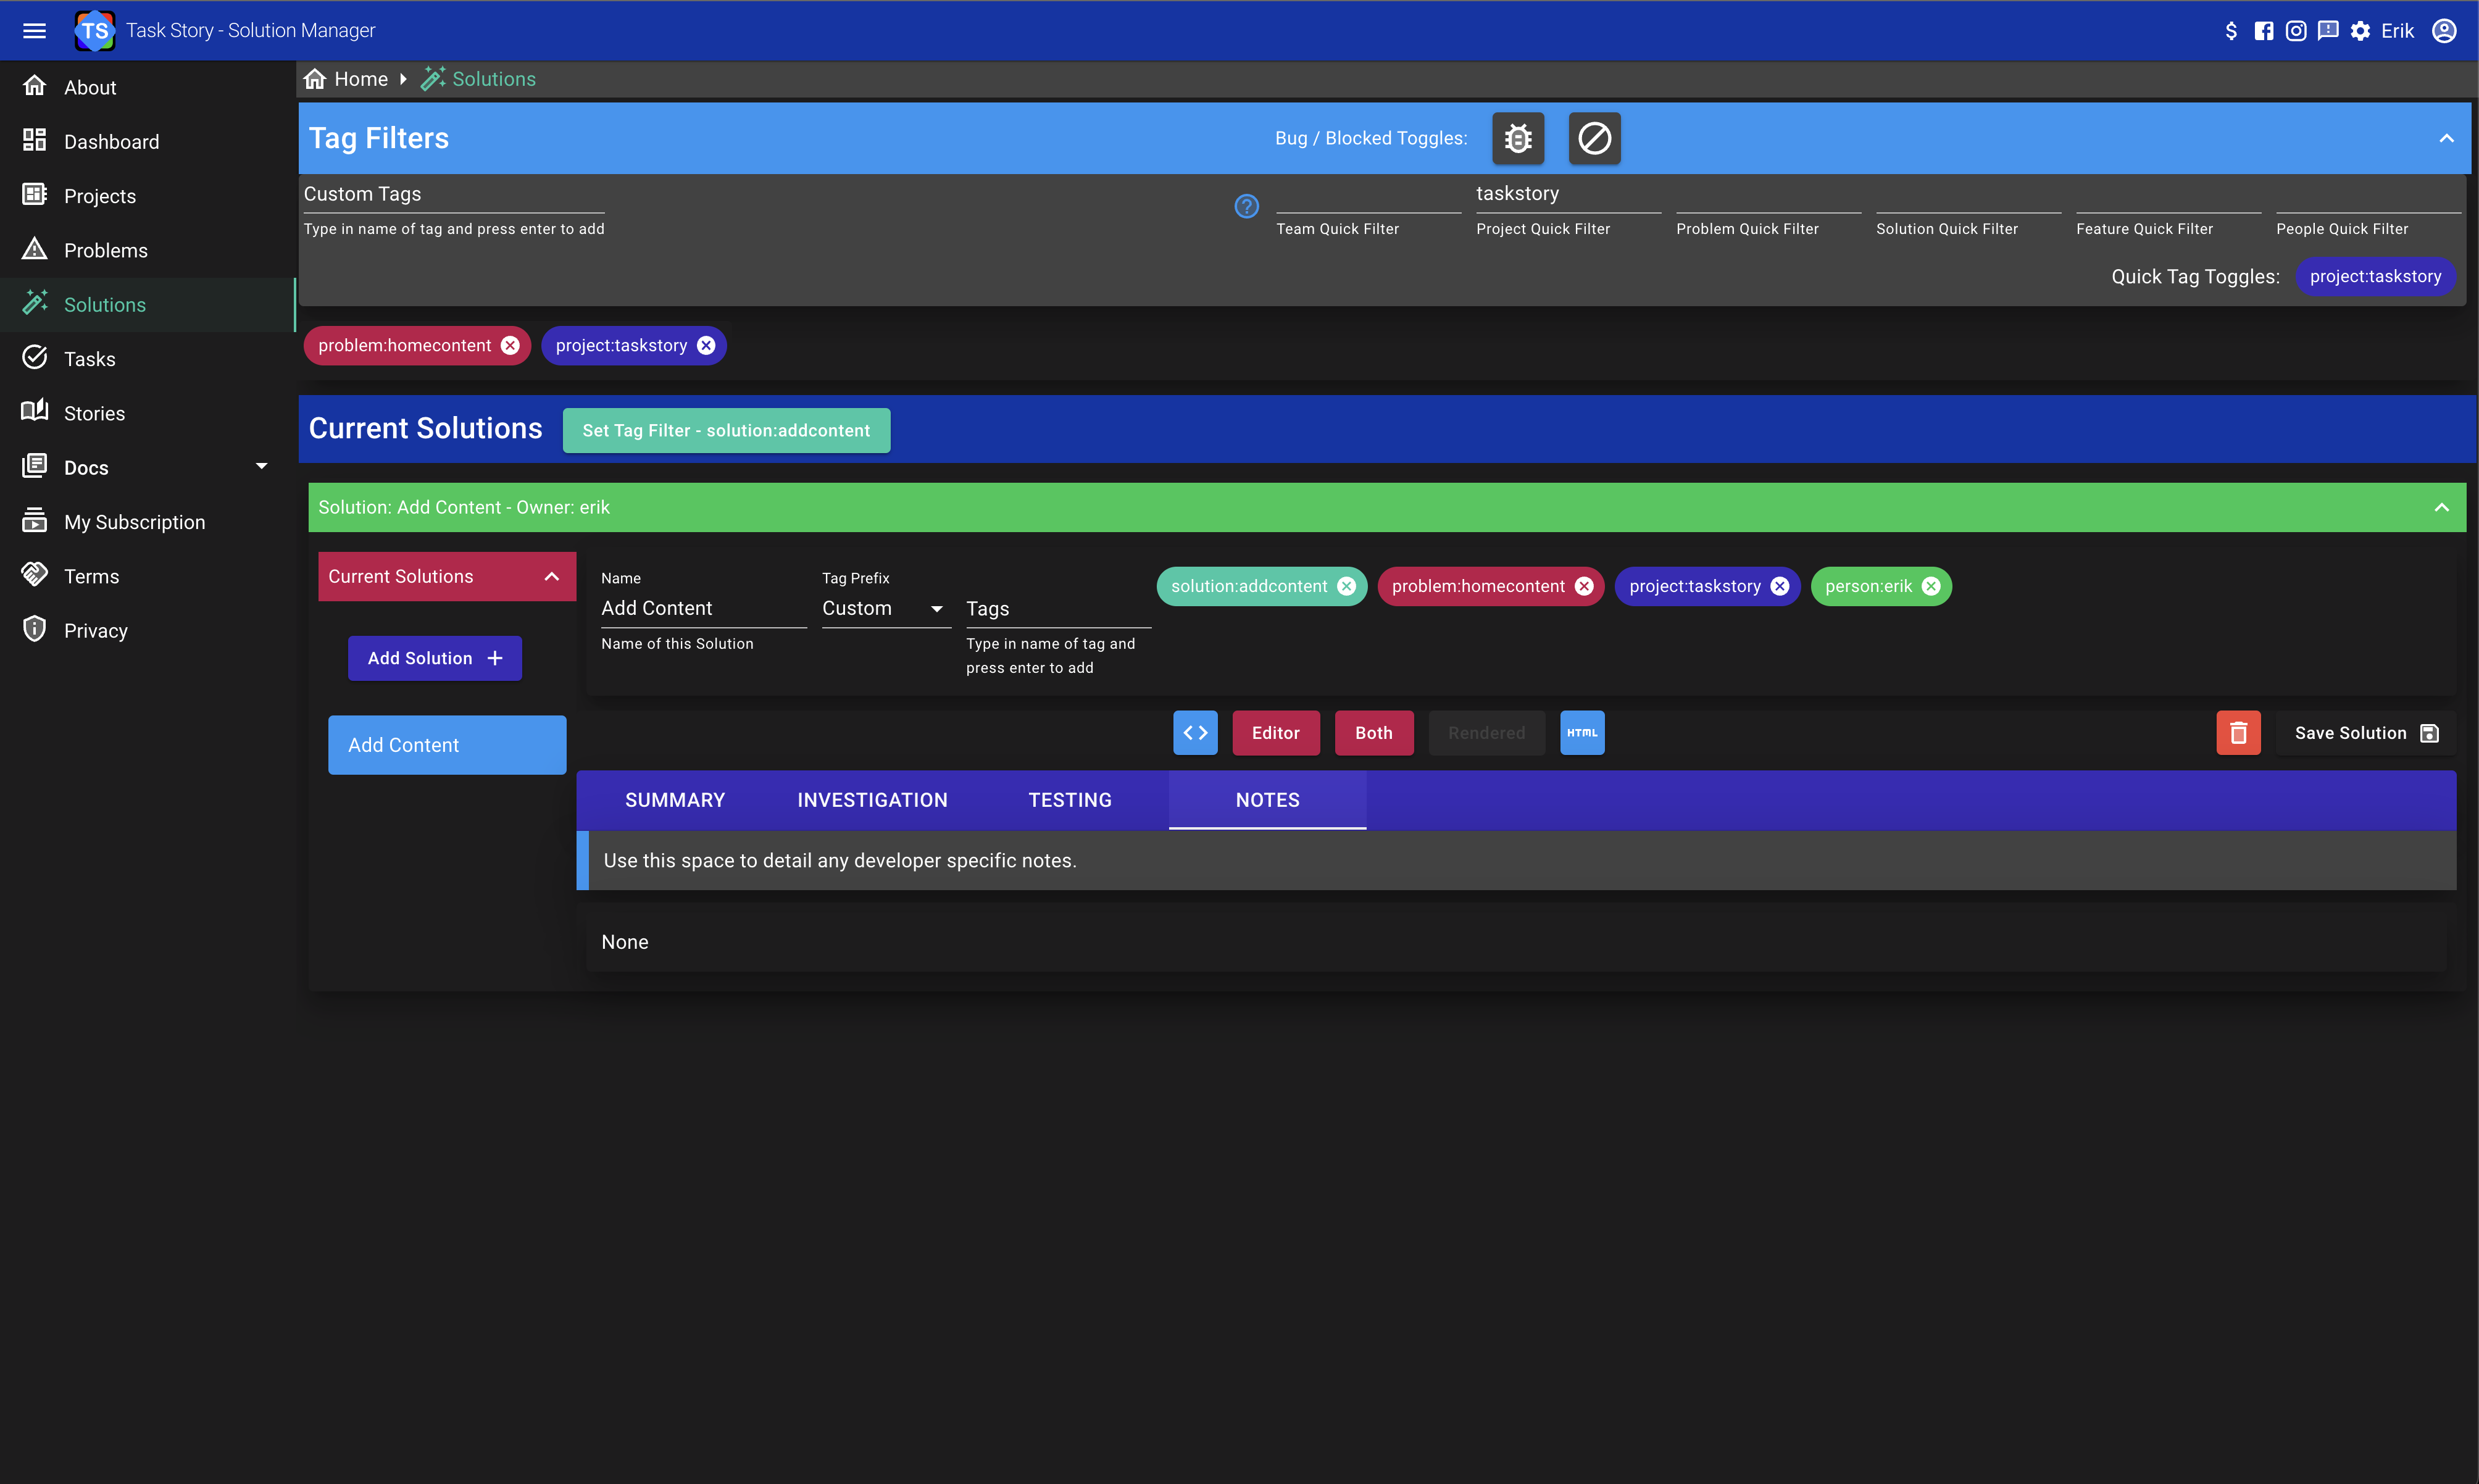 TS Task Story - Solution Manager
Erik
About
Dashboard
Projects
Problems
Solutions
Tasks
Stories
Docs
My Subscription
Terms
Privacy
Home Solutions
Tag Filters
Bug / Blocked Toggles:
Custom Tags
Type in name of tag and press enter to add
Team Quick Filter
taskstory
Project Quick Filter
Problem Quick Filter
Solution Quick Filter
Feature Quick Filter
People Quick Filter
Quick Tag Toggles: project:taskstory
problem:homecontent project:taskstory
Current Solutions
Set Tag Filter - solution:addcontent
Solution: Add Content - Owner: erik
Current Solutions
Add Solution
Add Content
Name
Add Content
Name of this Solution
Tag Prefix
Custom
Tags
Type in name of tag and
press enter to add
solution:addcontent problem:homecontent project:taskstory person:erik
Editor Both Rendered HTML
Save Solution
SUMMARY INVESTIGATION TESTING NOTES
Use this space to detail any developer specific notes.
None